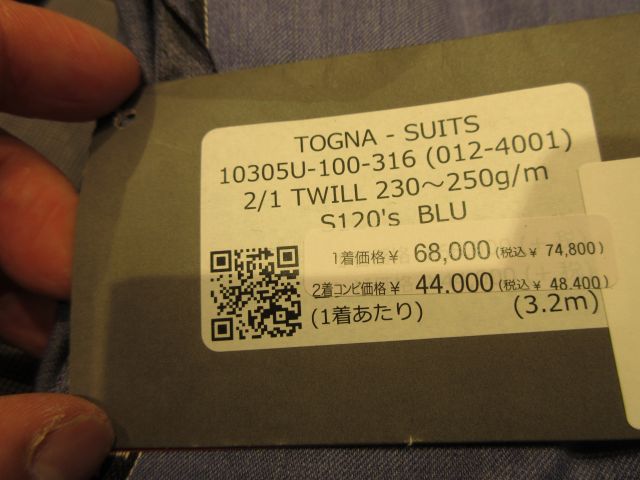 TOGNA - SUITS
10305U-100-316 (012-4001)
2/1 TWILL 230～250g/m
S120's BLU
1着価格￥ 68,000 (税込￥ 74,800)
2着コンビ価格￥ 44.000 (税込￥ 48.400)
(1着あたり) (3.2m)